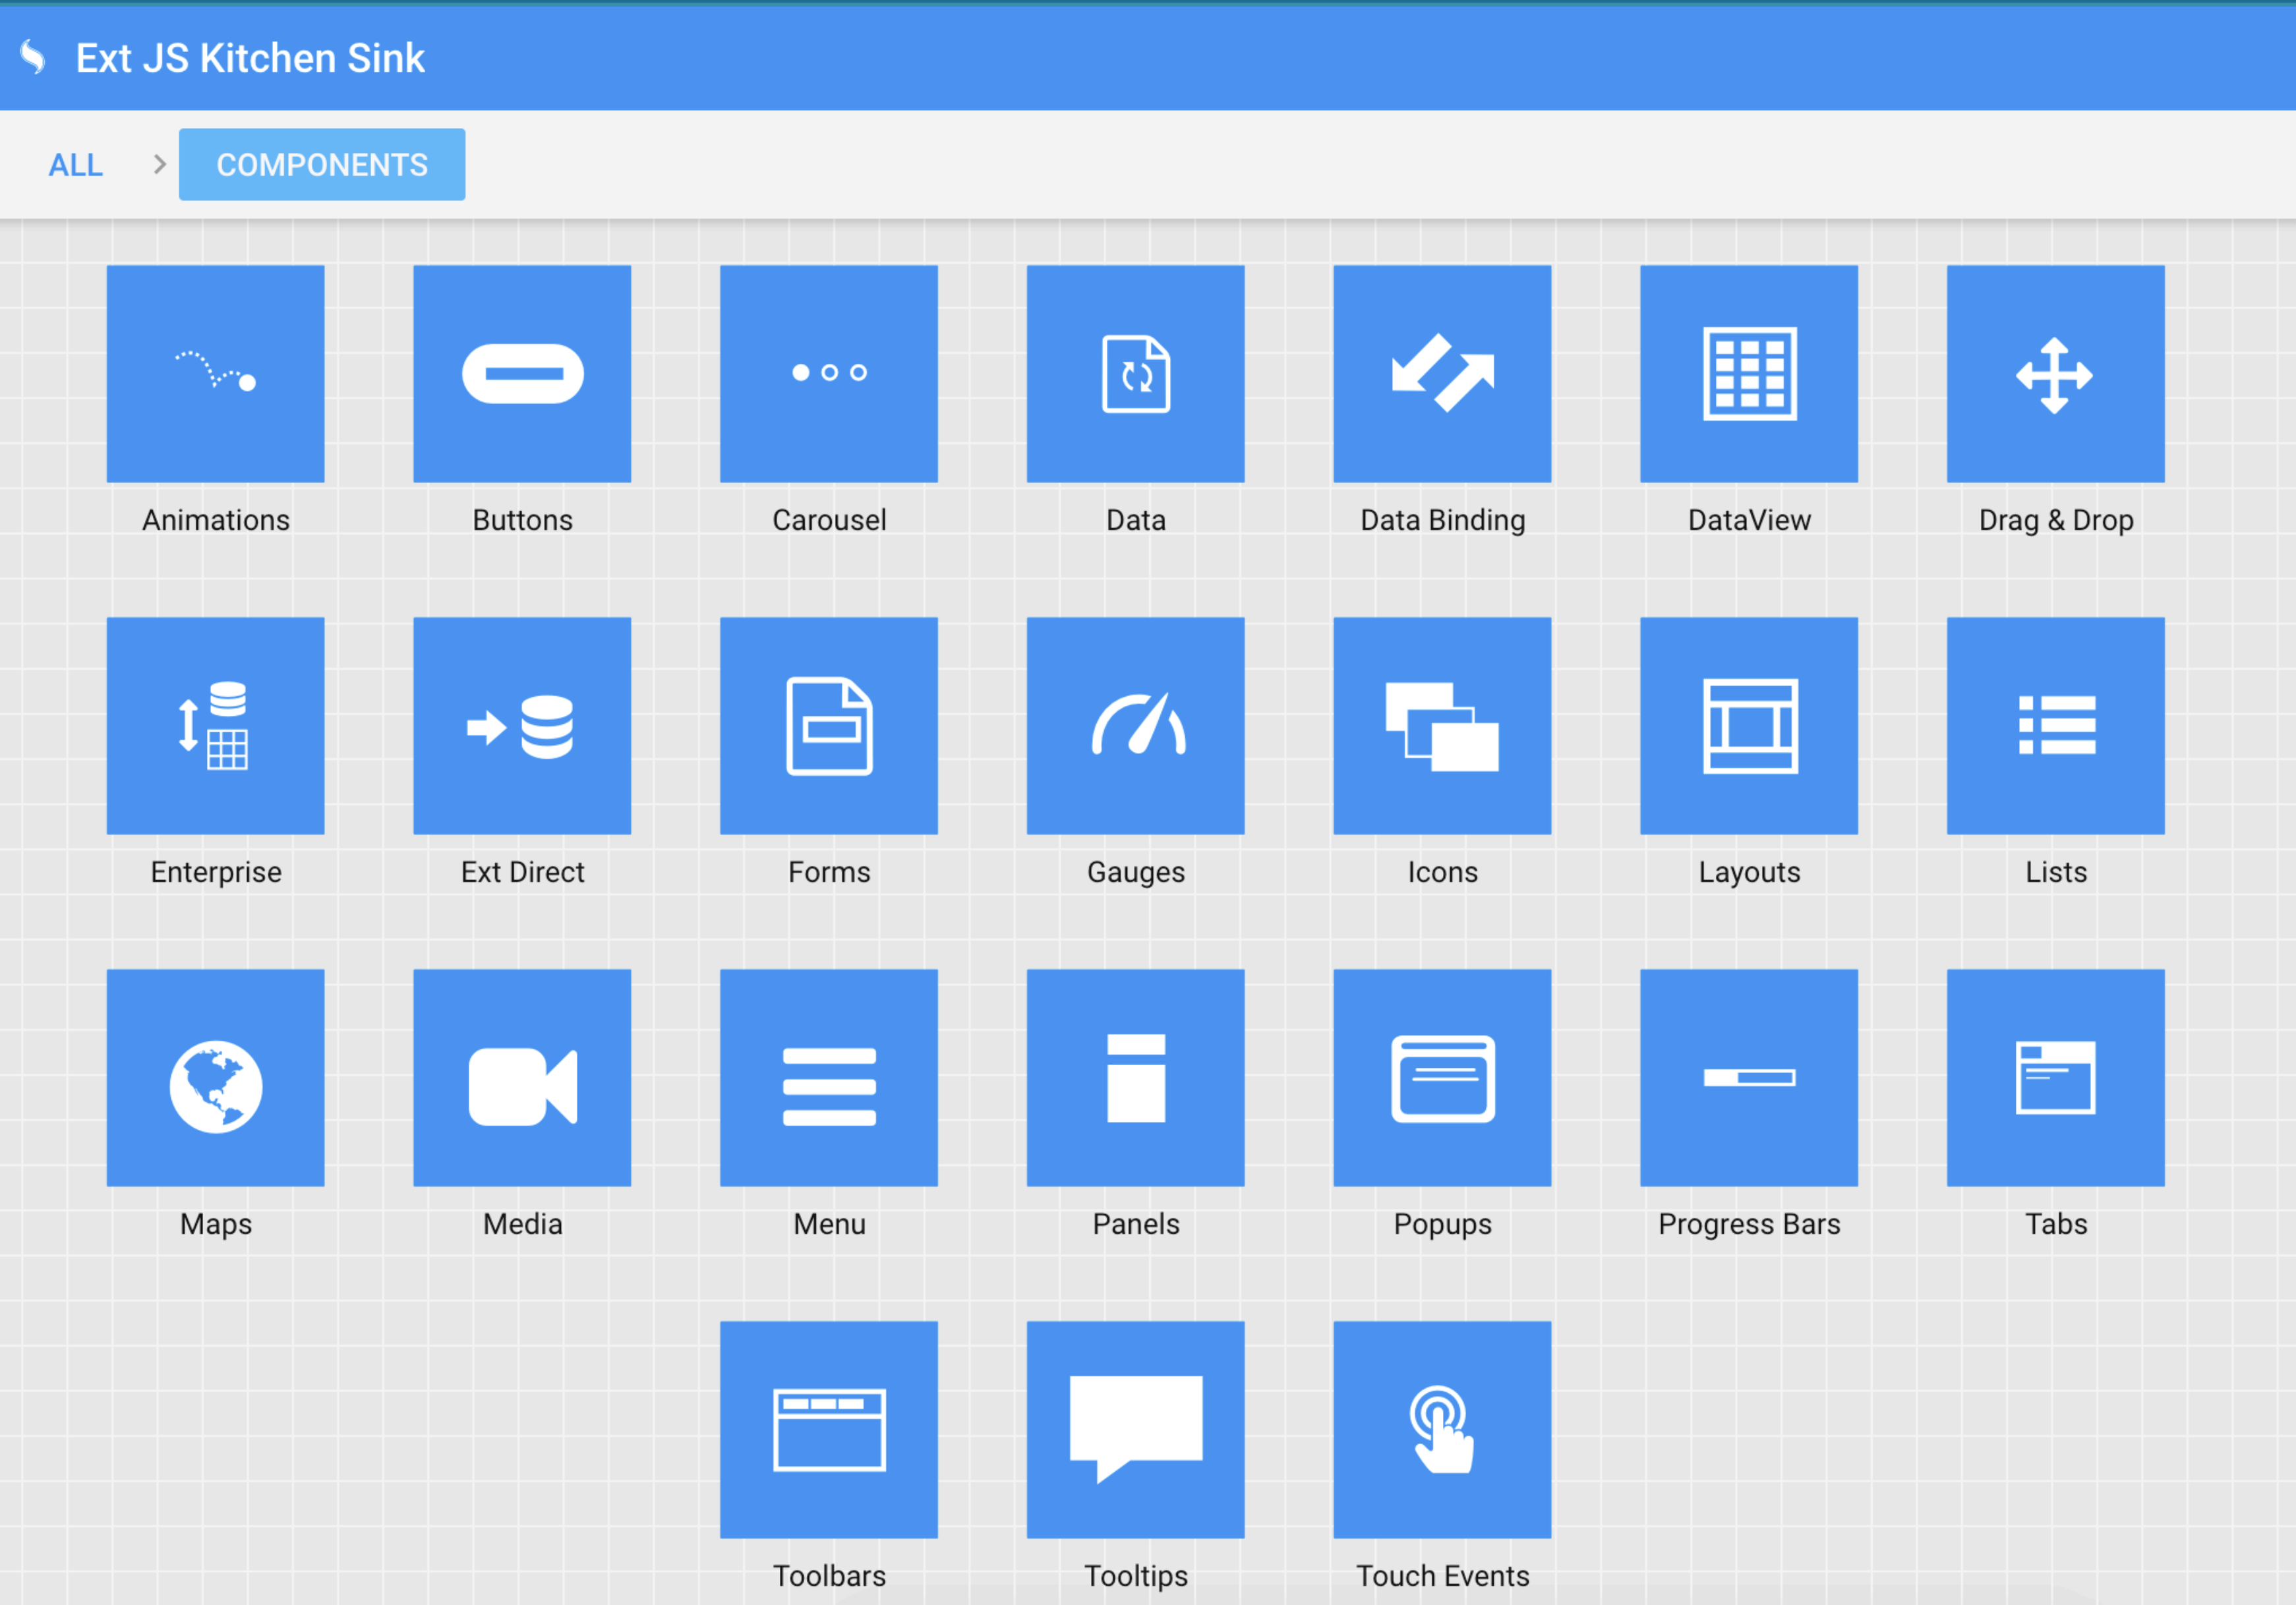 Ext JS Kitchen Sink
ALL COMPONENTS
Animations Buttons Carousel Data Data Binding DataView Drag & Drop
Enterprise Ext Direct Forms Gauges Icons Layouts Lists
Maps Media Menu Panels Popups Progress Bars Tabs
Toolbars Tooltips Touch Events